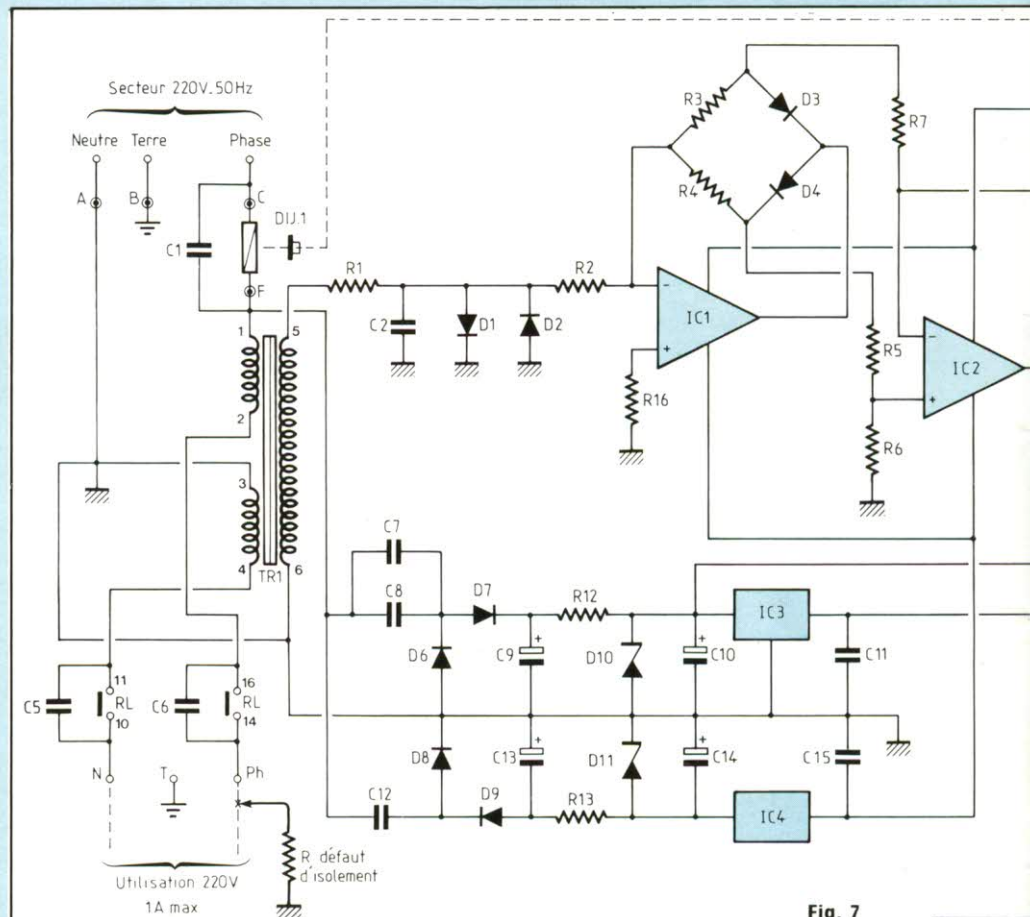 Secteur 220V_50Hz
Neutre Terre Phase
A B C
DIJ.1
C1
F
R1 R2 R3 D3 R7
R4 D4
C2 D1 D2
- IC1 +
R16
R5 - IC2 +
R6
1 5
2
3
4 TR1 6
C7
C8 D7 R12 IC3
D6 C9 + D10 C10 + C11
C5 11 RL 10 C6 16 RL 14
D8 C13 + D11 C14 + C15
C12 D9 R13 IC4
N T Ph
R défaut
d'isolement
Utilisation 220V
1A max
Fig. 7